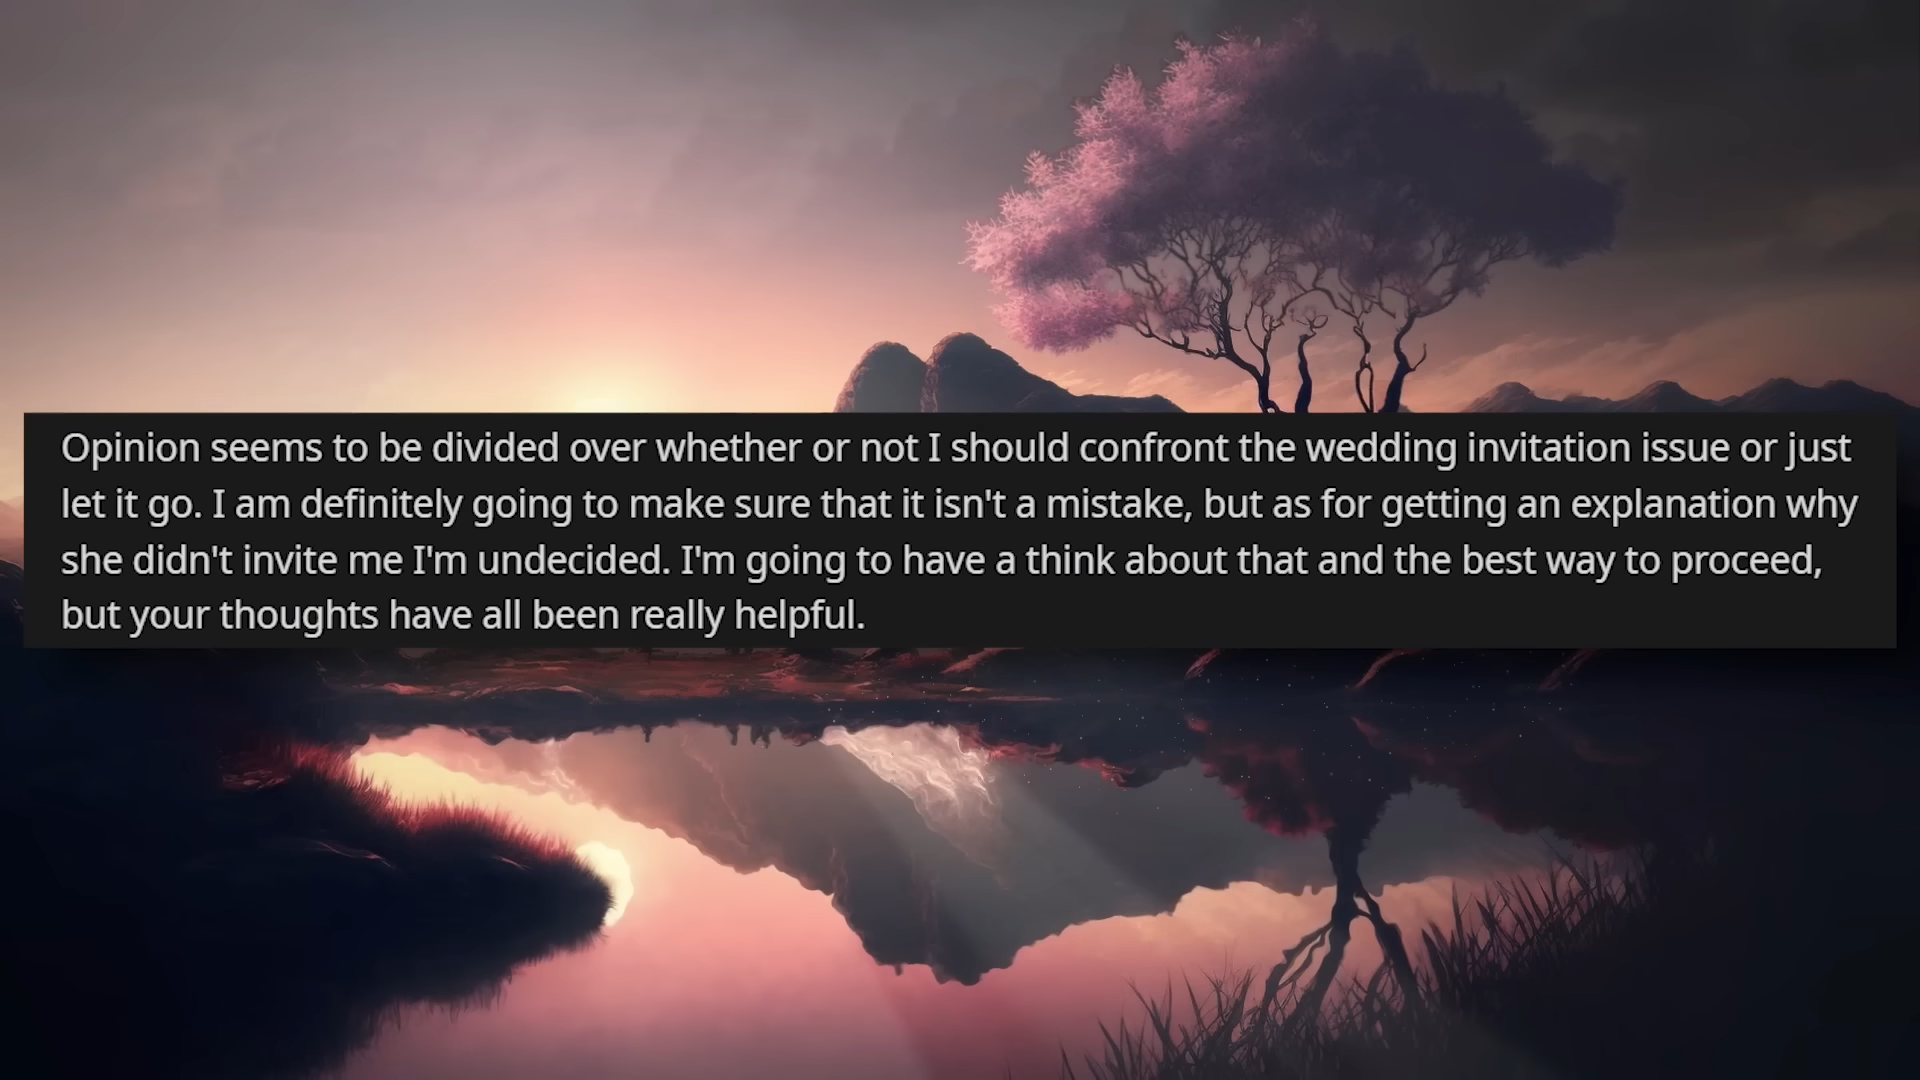 Opinion seems to be divided over whether or not I should confront the wedding invitation issue or just
let it go. I am definitely going to make sure that it isn't a mistake, but as for getting an explanation why
she didn't invite me I'm undecided. I'm going to have a think about that and the best way to proceed,
but your thoughts have all been really helpful.